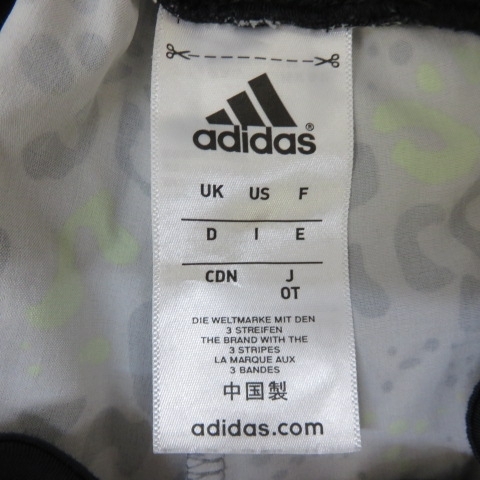 adidas®
UK US F
D I E
CDN J
OT
DIE WELTMARKE MIT DEN
3 STREIFEN
THE BRAND WITH THE
3 STRIPES
LA MARQUE AUX
3 BANDES
中国製
adidas.com